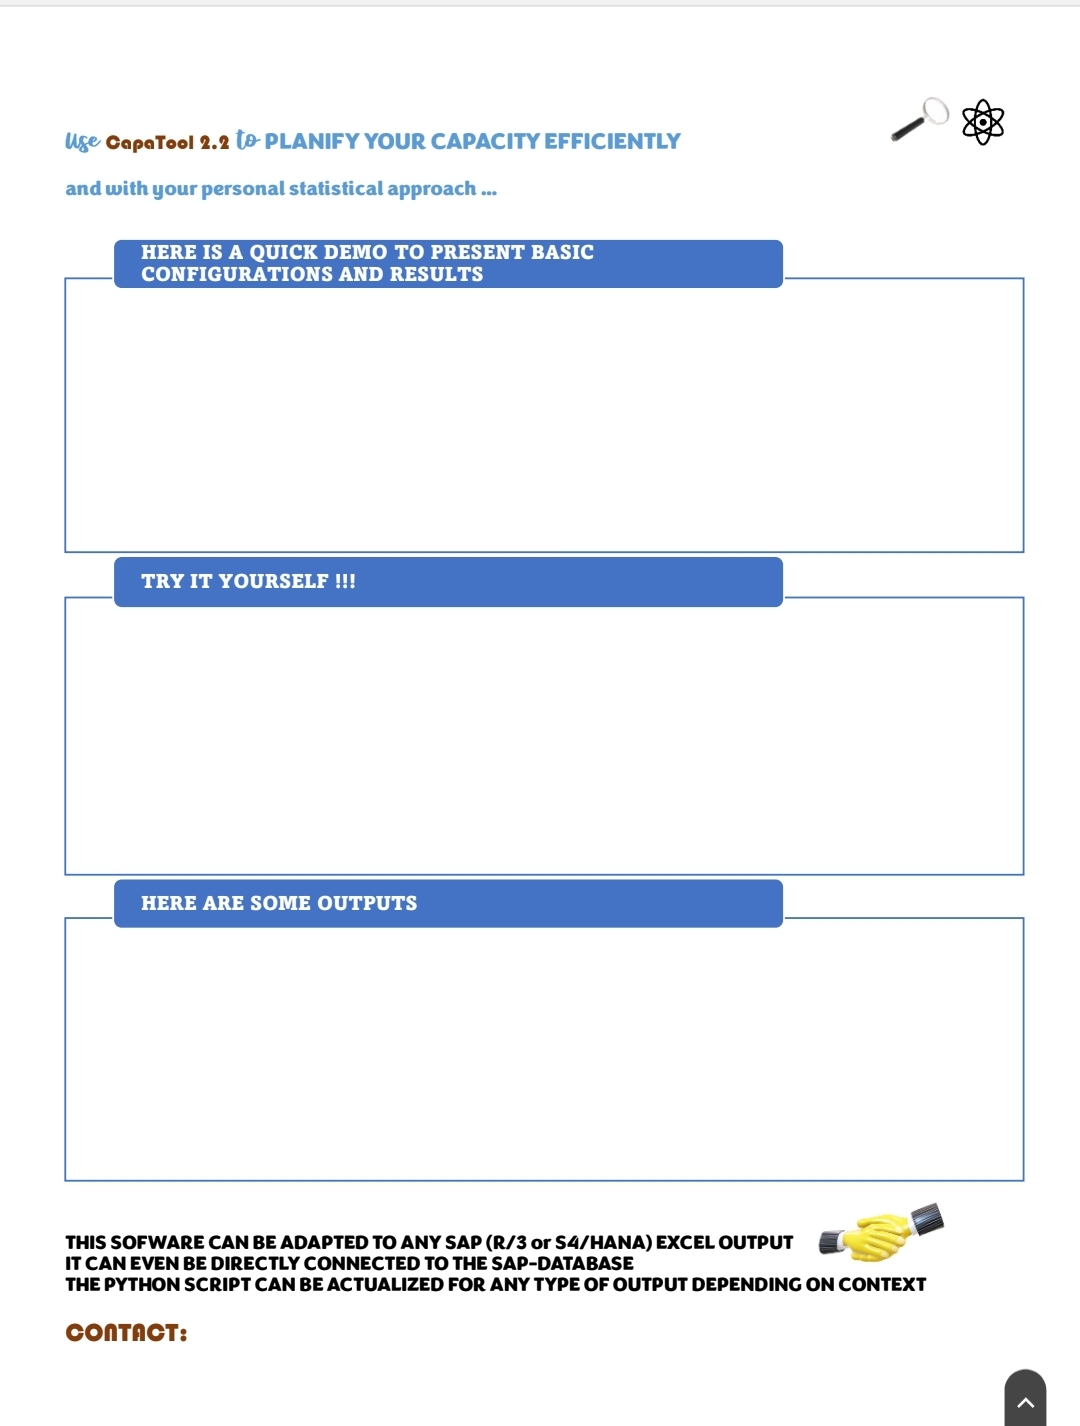 Use CapaTool 2.2 to PLANIFY YOUR CAPACITY EFFICIENTLY
and with your personal statistical approach ...
HERE IS A QUICK DEMO TO PRESENT BASIC
CONFIGURATIONS AND RESULTS
TRY IT YOURSELF !!!
HERE ARE SOME OUTPUTS
THIS SOFWARE CAN BE ADAPTED TO ANY SAP (R/3 or S4/HANA) EXCEL OUTPUT
IT CAN EVEN BE DIRECTLY CONNECTED TO THE SAP-DATABASE
THE PYTHON SCRIPT CAN BE ACTUALIZED FOR ANY TYPE OF OUTPUT DEPENDING ON CONTEXT
CONTACT: